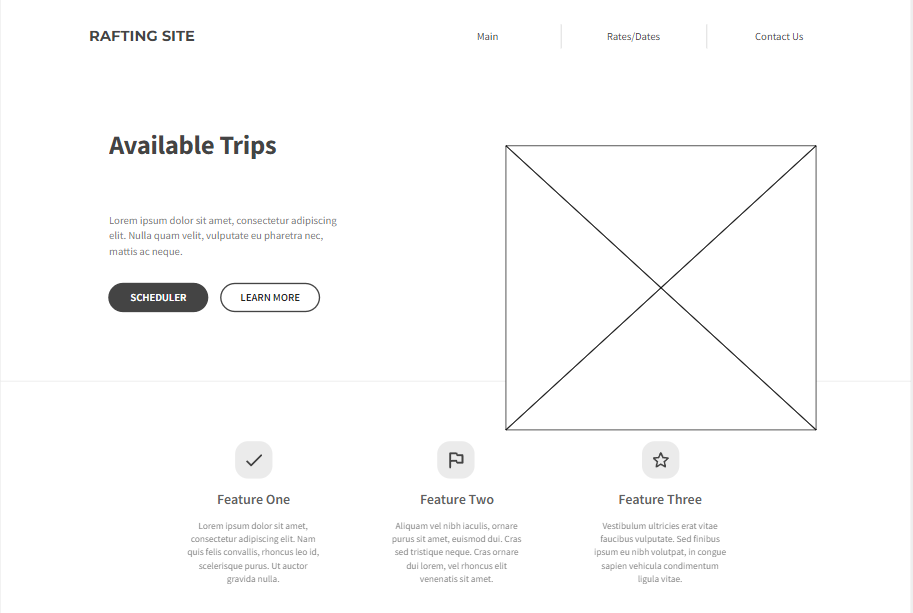 RAFTING SITE
Main
Rates/Dates
Contact Us
Available Trips
Lorem ipsum dolor sit amet, consectetur adipiscing
elit. Nulla quam velit, vulputate eu pharetra nec,
mattis ac neque.
SCHEDULER
LEARN MORE
Feature One
Lorem ipsum dolor sit amet,
consectetur adipiscing elit. Nam
quis felis convallis, rhoncus leo id,
scelerisque purus. Ut auctor
gravida nulla.
Feature Two
Aliquam vel nibh iaculis, ornare
purus sit amet, euismod dui. Cras
sed tristique neque. Cras ornare
dui lorem, vel rhoncus elit
venenatis sit amet.
Feature Three
Vestibulum ultricies erat vitae
faucibus vulputate. Sed finibus
ipsum eu nibh volutpat, in congue
sapien vehicula condimentum
ligula vitae.